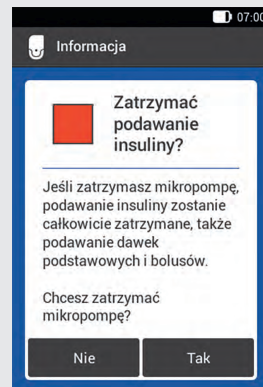 07:00
Informacja
Zatrzymać
podawanie
insuliny?
Jeśli zatrzymasz mikropompę,
podawanie insuliny zostanie
całkowicie zatrzymane, także
podawanie dawek
podstawowych i bolusów.
Chcesz zatrzymać
mikropompę?
Nie Tak